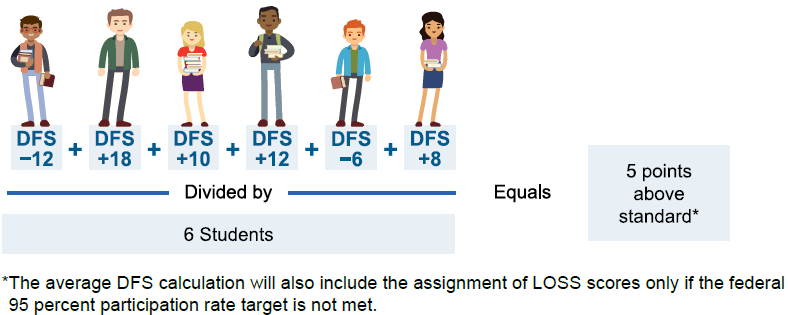 DFS + DFS + DFS + DFS + DFS + DFS
−12 +18 +10 +12 −6 +8
Divided by
6 Students
Equals
5 points
above
standard*
*The average DFS calculation will also include the assignment of LOSS scores only if the federal
95 percent participation rate target is not met.